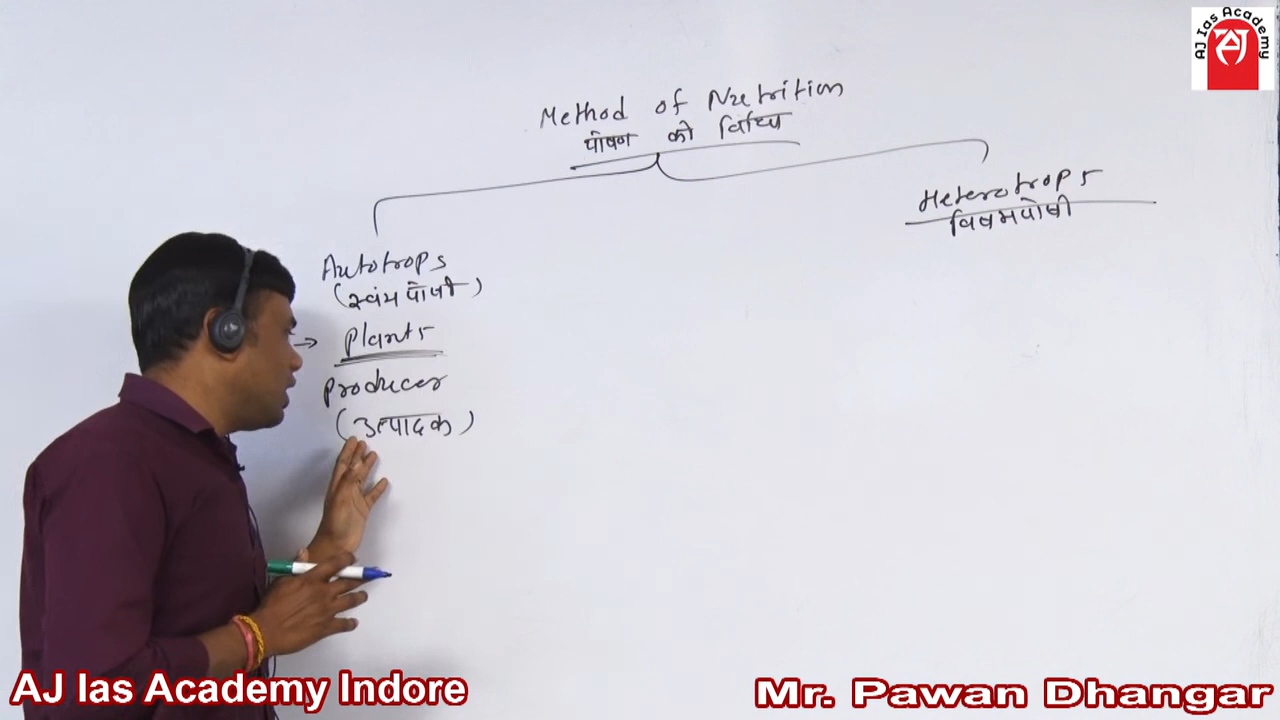 AJ Ias Academy
AJ
Method of Nutrition
पोषण की विधि
Heterotrops
विषमपोषी
Autotrops
(स्वंम पोषी)
→ Plants
Producer
(उत्पादक)
AJ Ias Academy Indore
Mr. Pawan Dhangar